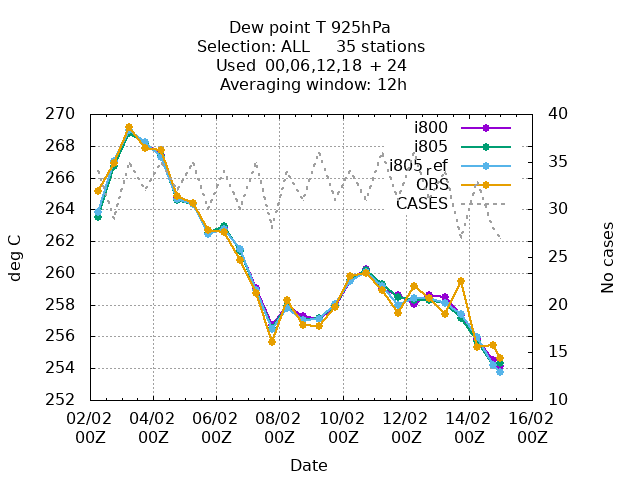 Dew point T 925hPa
Selection: ALL     35 stations
Used 00,06,12,18 + 24
Averaging window: 12h
270
268
266
264
262
260
258
256
254
252
deg C
40
35
30
25
20
15
10
No cases
i800
i805
i805_ref
OBS
CASES
02/02 04/02 06/02 08/02 10/02 12/02 14/02 16/02
00Z 00Z 00Z 00Z 00Z 00Z 00Z 00Z
Date